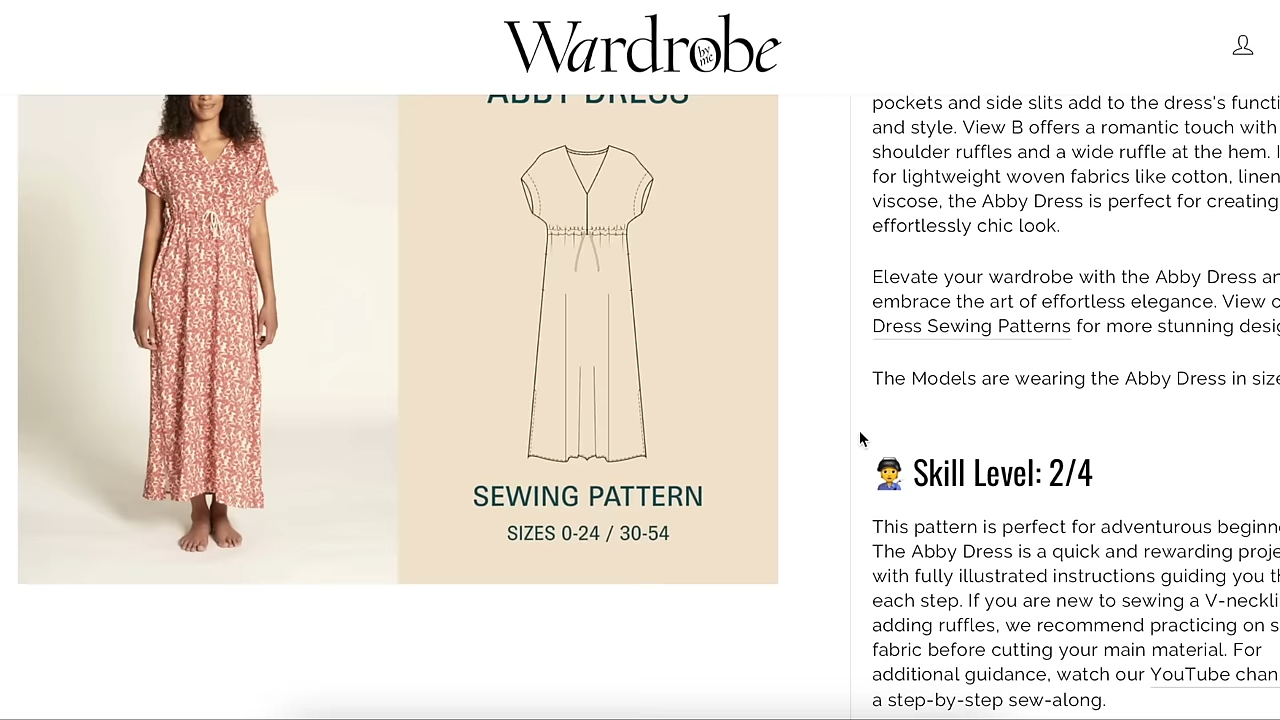 Wardrobe
by
me
ABBY DRESS
SEWING PATTERN
SIZES 0-24 / 30-54
pockets and side slits add to the dress's functi
and style. View B offers a romantic touch with
shoulder ruffles and a wide ruffle at the hem. I
for lightweight woven fabrics like cotton, linen
viscose, the Abby Dress is perfect for creating
effortlessly chic look.
Elevate your wardrobe with the Abby Dress an
embrace the art of effortless elegance. View o
Dress Sewing Patterns for more stunning desig
The Models are wearing the Abby Dress in size
Skill Level: 2/4
This pattern is perfect for adventurous beginne
The Abby Dress is a quick and rewarding proje
with fully illustrated instructions guiding you th
each step. If you are new to sewing a V-neckli
adding ruffles, we recommend practicing on s
fabric before cutting your main material. For
additional guidance, watch our YouTube chan
a step-by-step sew-along.